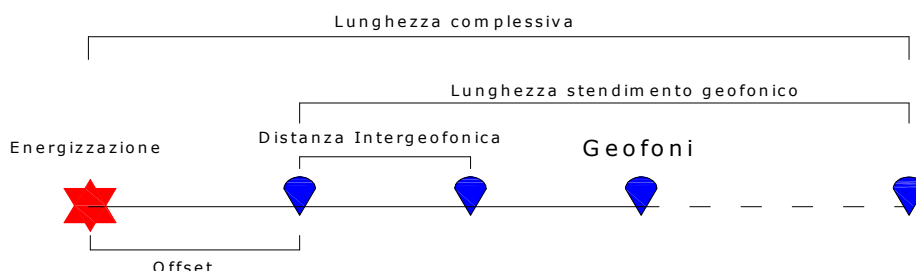 Lunghezza complessiva
Lunghezza stendimento geofonico
Distanza Intergeofonica
Geofoni
Energizzazione
Offset